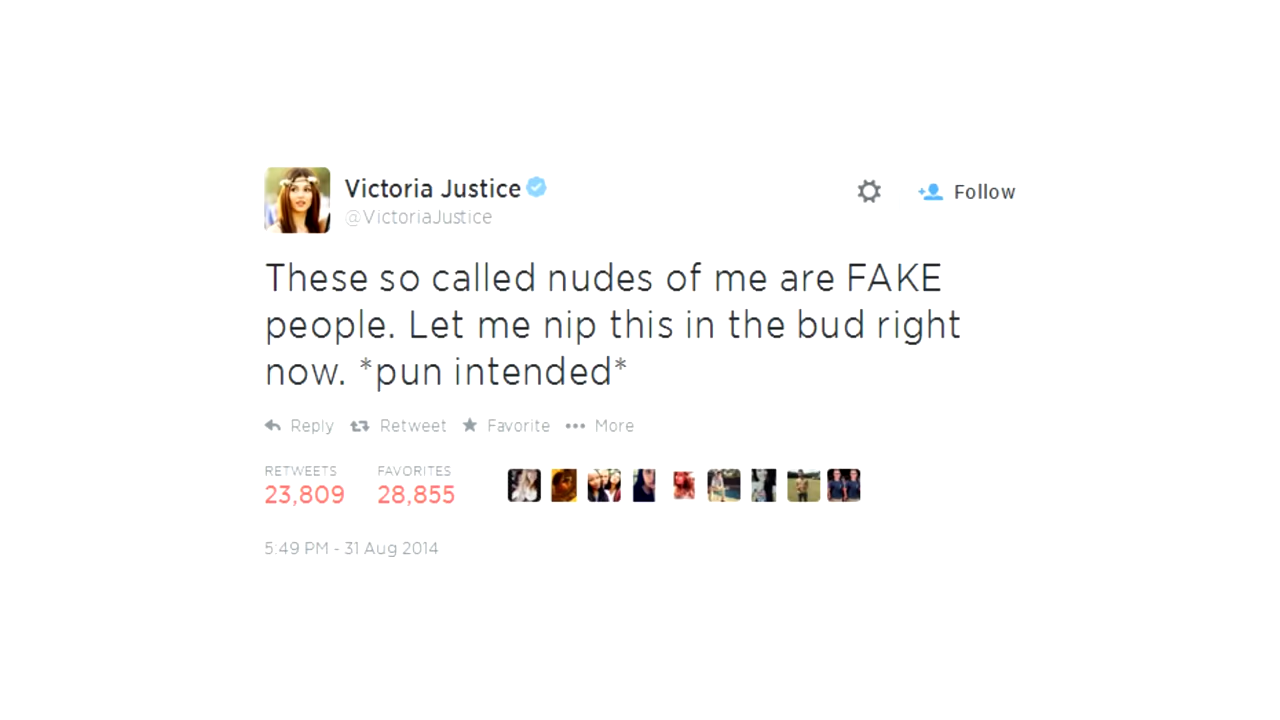 Victoria Justice
@VictoriaJustice
Follow
These so called nudes of me are FAKE
people. Let me nip this in the bud right
now. *pun intended*
Reply Retweet Favorite More
RETWEETS FAVORITES
23,809 28,855
5:49 PM - 31 Aug 2014